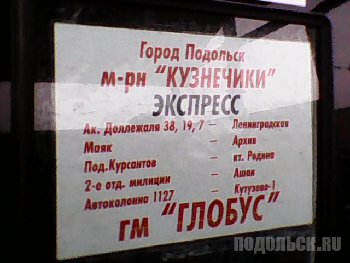 Город Подольск
м-рн "КУЗНЕЧИКИ"
ЭКСПРЕСС
Ак. Доллежаля 38, 19, 7 – Ленинградская
Маяк – Архив
Под.Курсантов – кт. Родина
2-е отд. милиции – Ашан
Автоколонна 1127 – Кутузово-1
гм "ГЛОБУС"
ПОДОЛЬСК.RU